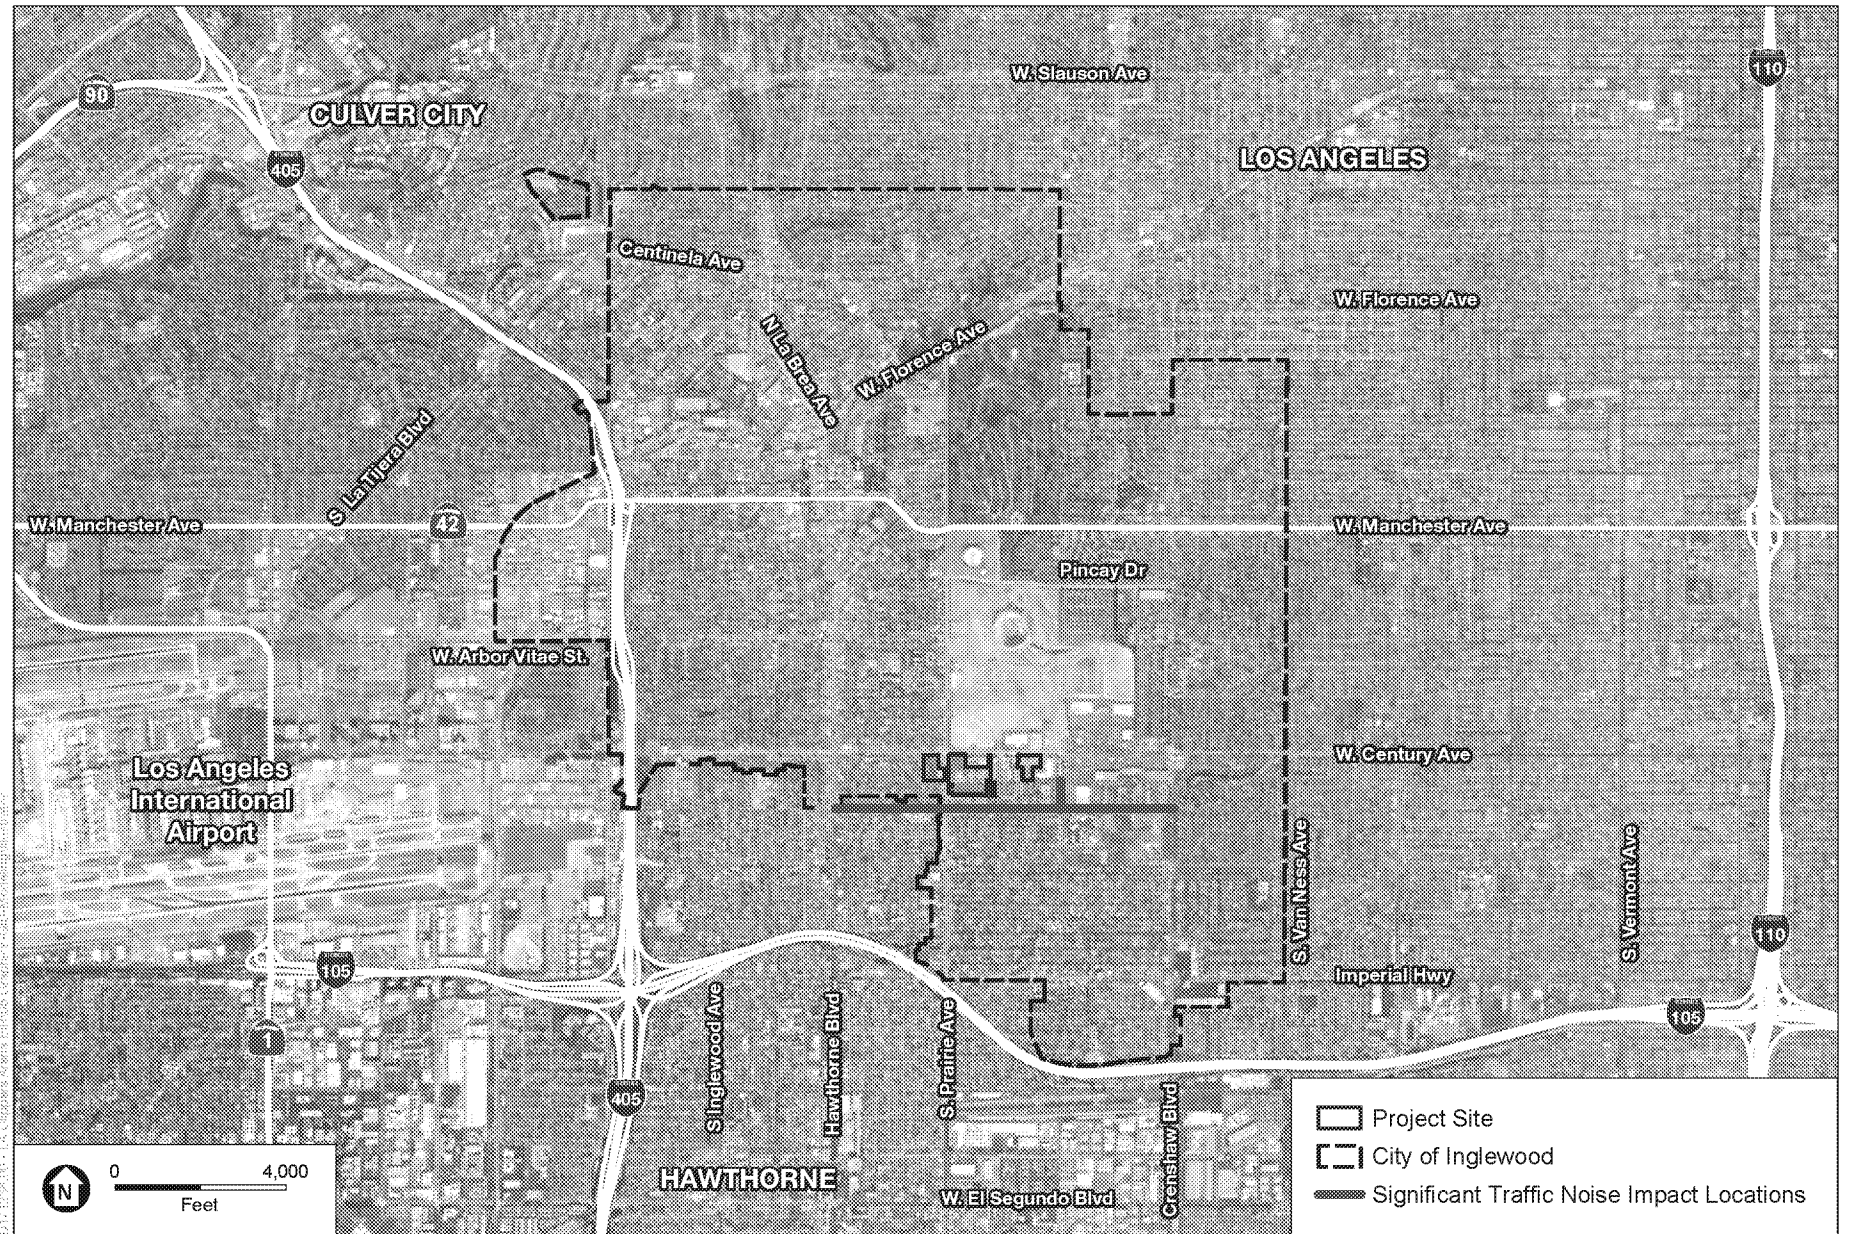 W. Slauson Ave
110
90
CULVER CITY
LOS ANGELES
405
Centinela Ave
W. Florence Ave
N La Brea Ave
W. Florence Ave
S La Tijera Blvd
W. Manchester Ave
42
W. Manchester Ave
Pincay Dr
W. Arbor Vitae St.
W. Century Ave
Los Angeles
International
Airport
S. Van Ness Ave
S. Vermont Ave
110
105
Imperial Hwy
105
1
S Inglewood Ave
Hawthorne Blvd
S. Prairie Ave
405
Crenshaw Blvd
HAWTHORNE
W. El Segundo Blvd
N
0 4,000
Feet
Project Site
City of Inglewood
Significant Traffic Noise Impact Locations